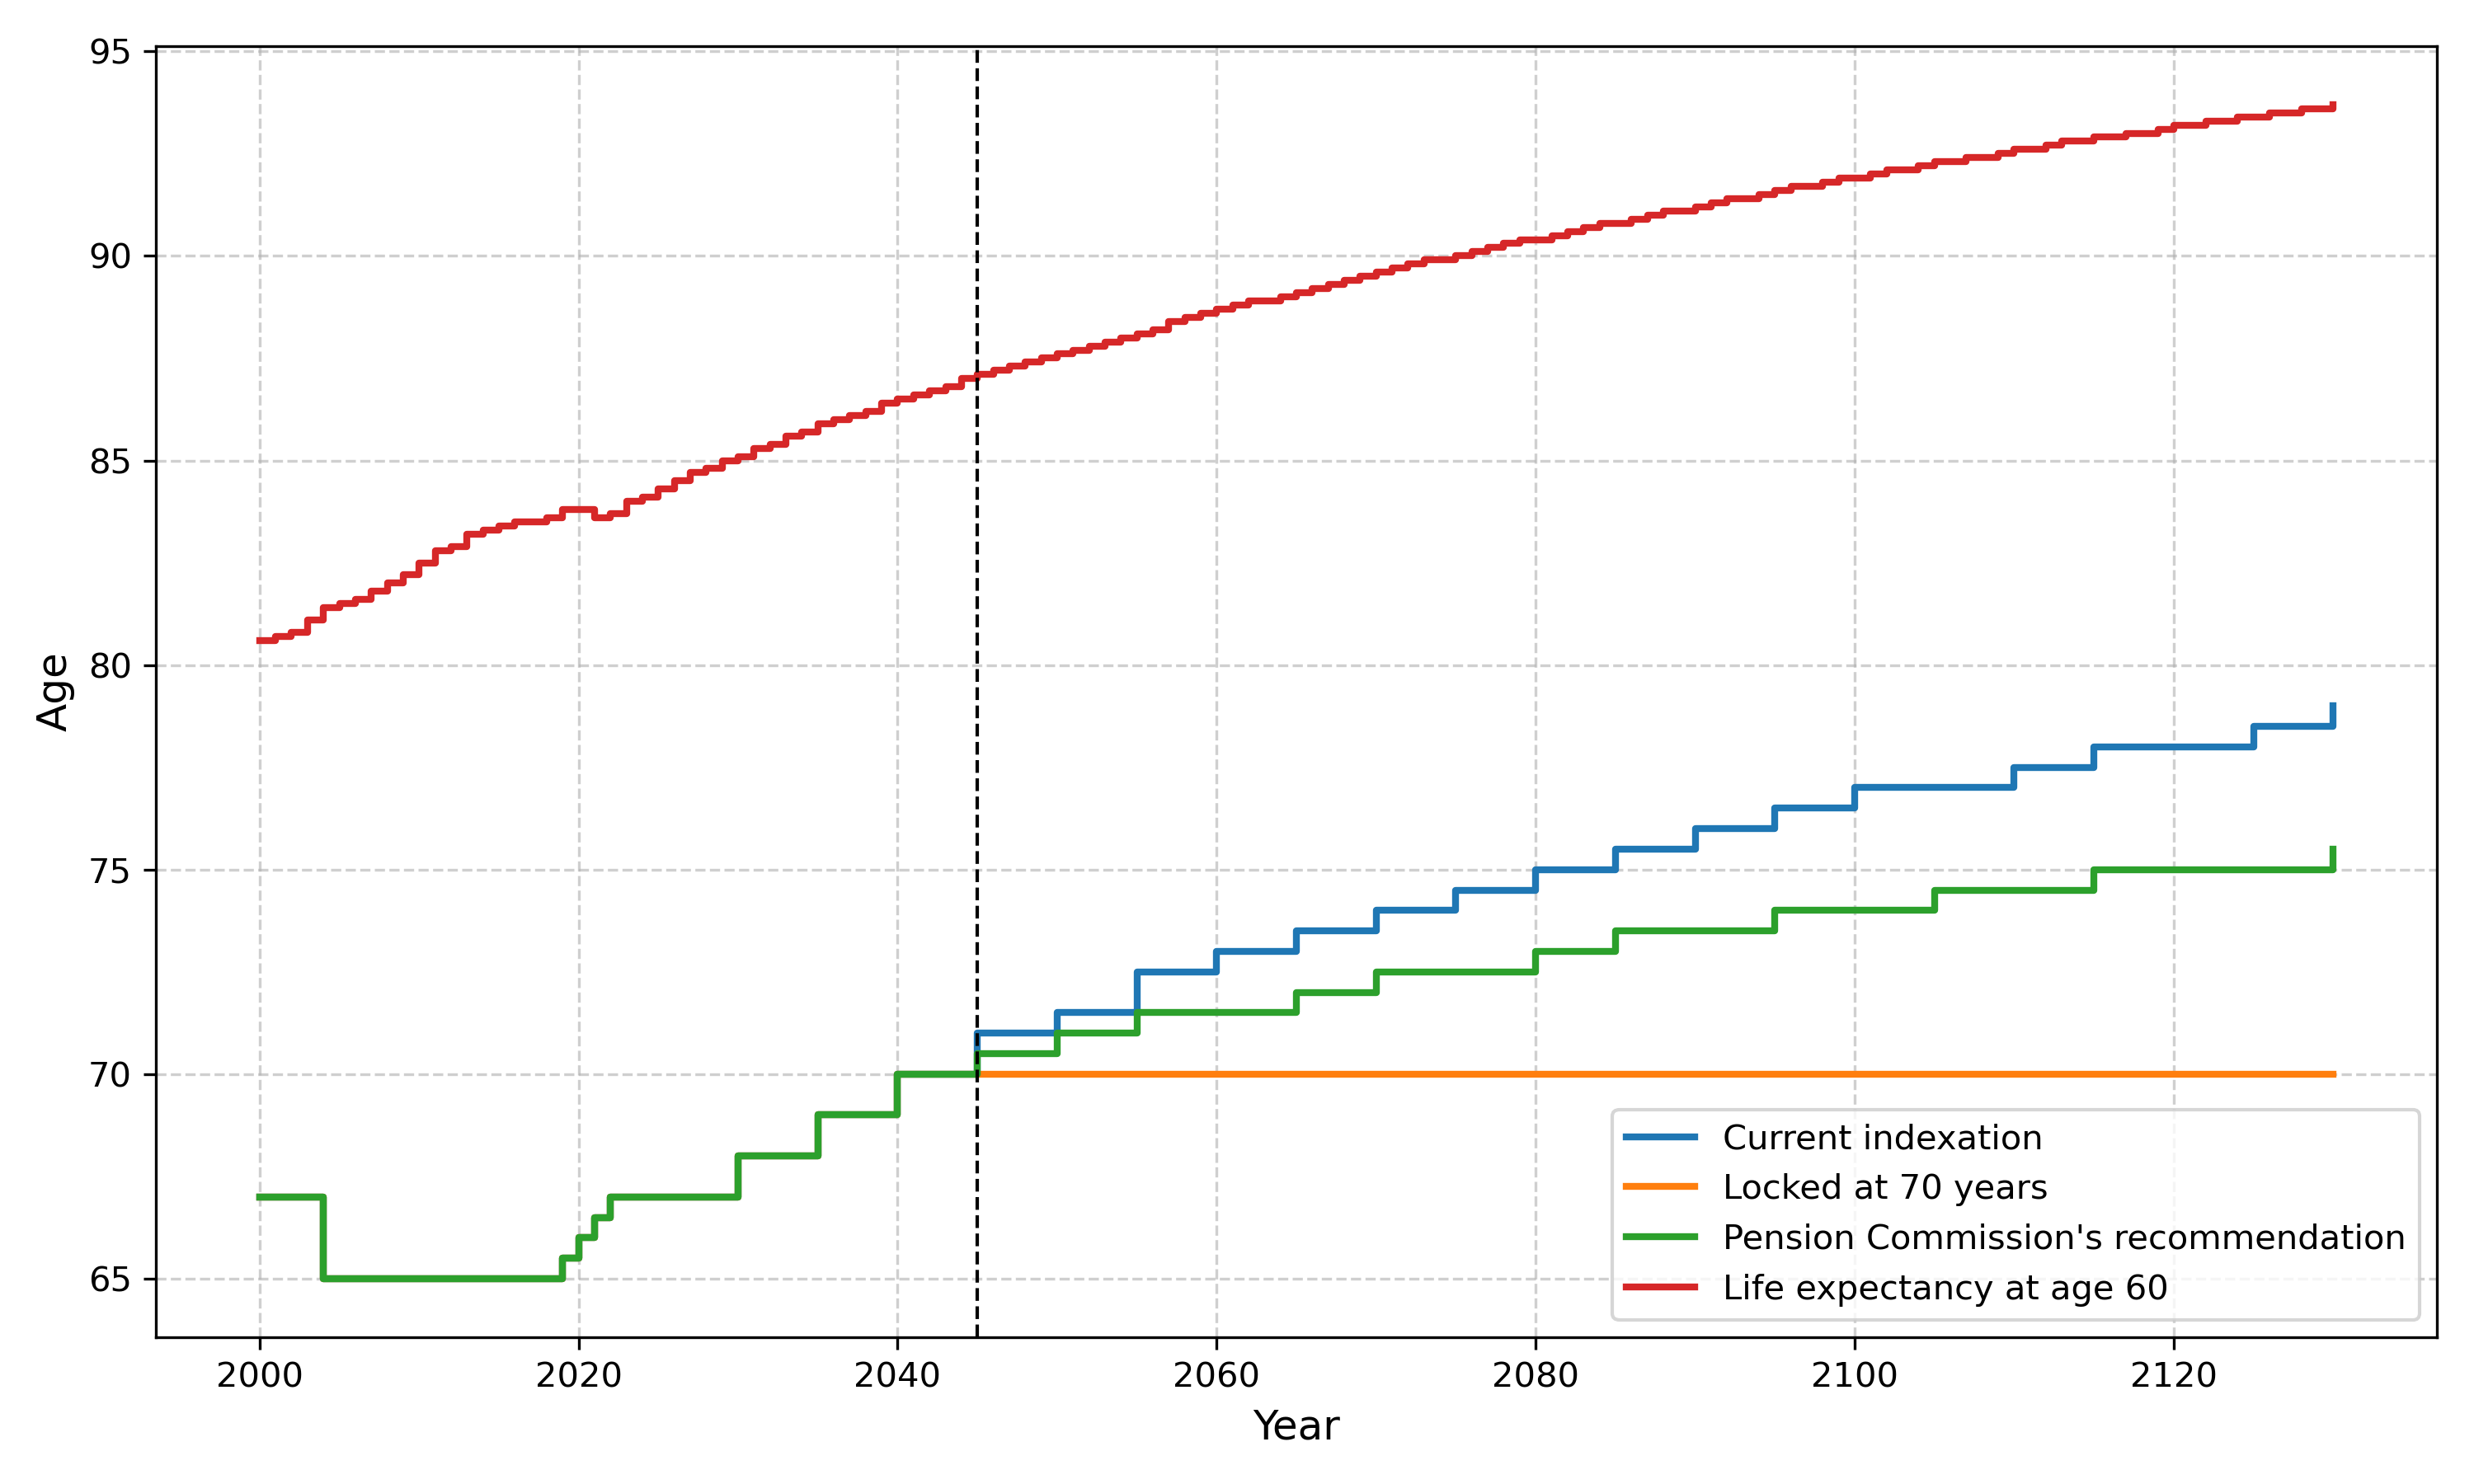 95
90
85
80
75
70
65
Age
2000 2020 2040 2060 2080 2100 2120
Year
Current indexation
Locked at 70 years
Pension Commission's recommendation
Life expectancy at age 60